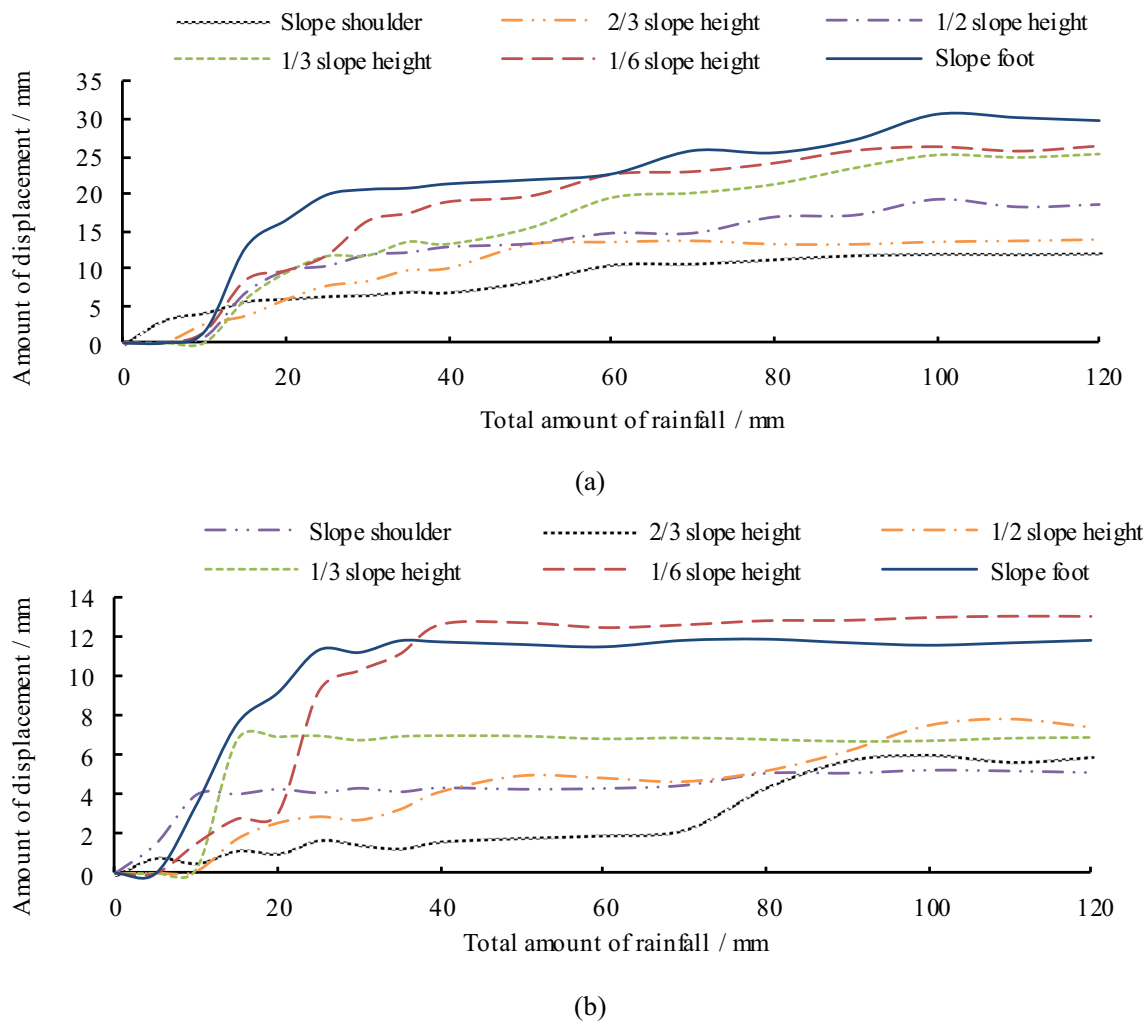 Slope shoulder 2/3 slope height 1/2 slope height
1/3 slope height 1/6 slope height Slope foot
Amount of displacement / mm
35
30
25
20
15
10
5
0
0 20 40 60 80 100 120
Total amount of rainfall / mm
(a)
Slope shoulder 2/3 slope height 1/2 slope height
1/3 slope height 1/6 slope height Slope foot
Amount of displacement / mm
14
12
10
8
6
4
2
0
0 20 40 60 80 100 120
Total amount of rainfall / mm
(b)